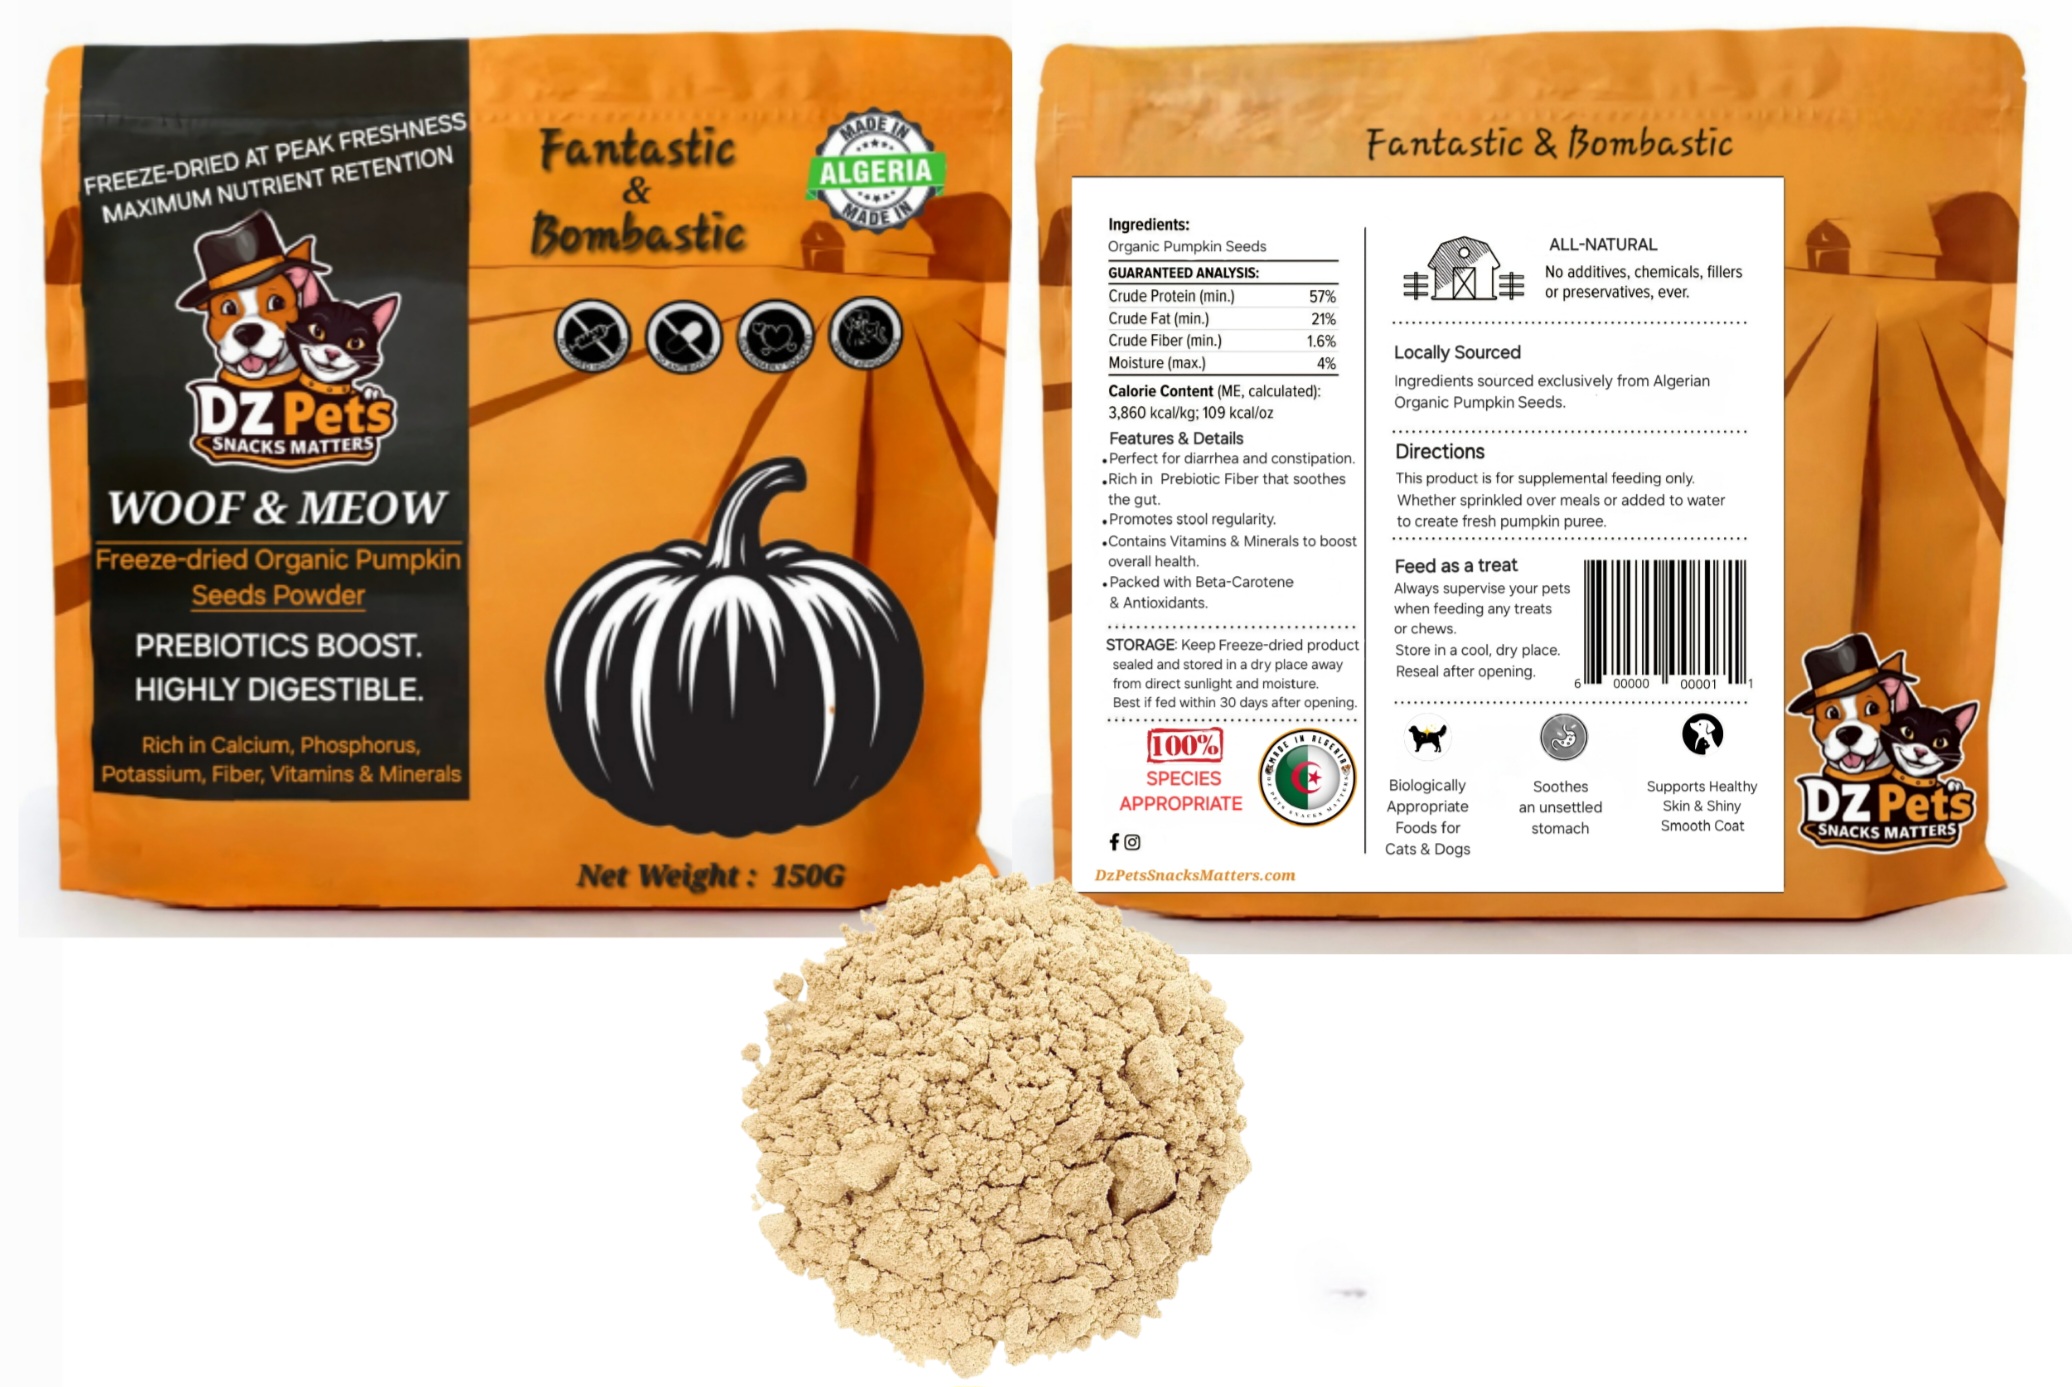 FREEZE-DRIED AT PEAK FRESHNESS
MAXIMUM NUTRIENT RETENTION
DZ Pets
SNACKS MATTERS
WOOF & MEOW
Freeze-dried Organic Pumpkin
Seeds Powder
PREBIOTICS BOOST.
HIGHLY DIGESTIBLE.
Rich in Calcium, Phosphorus,
Potassium, Fiber, Vitamins & Minerals
Fantastic
&
Bombastic
MADE IN
ALGERIA
MADE IN
Net Weight : 150G
Fantastic & Bombastic
Ingredients:
Organic Pumpkin Seeds
GUARANTEED ANALYSIS:
Crude Protein (min.) 57%
Crude Fat (min.) 21%
Crude Fiber (min.) 1.6%
Moisture (max.) 4%
Calorie Content (ME, calculated):
3,860 kcal/kg; 109 kcal/oz
Features & Details
•Perfect for diarrhea and constipation.
•Rich in Prebiotic Fiber that soothes
the gut.
•Promotes stool regularity.
•Contains Vitamins & Minerals to boost
overall health.
•Packed with Beta-Carotene
& Antioxidants.
STORAGE: Keep Freeze-dried product
sealed and stored in a dry place away
from direct sunlight and moisture.
Best if fed within 30 days after opening.
100%
SPECIES
APPROPRIATE
MADE IN ALGERIA
DzPetsSnacksMatters.com
ALL-NATURAL
No additives, chemicals, fillers
or preservatives, ever.
Locally Sourced
Ingredients sourced exclusively from Algerian
Organic Pumpkin Seeds.
Directions
This product is for supplemental feeding only.
Whether sprinkled over meals or added to water
to create fresh pumpkin puree.
Feed as a treat
Always supervise your pets
when feeding any treats
or chews.
Store in a cool, dry place.
Reseal after opening.
6 00000 00001 1
Biologically
Appropriate
Foods for
Cats & Dogs
Soothes
an unsettled
stomach
Supports Healthy
Skin & Shiny
Smooth Coat
DZ Pets
SNACKS MATTERS